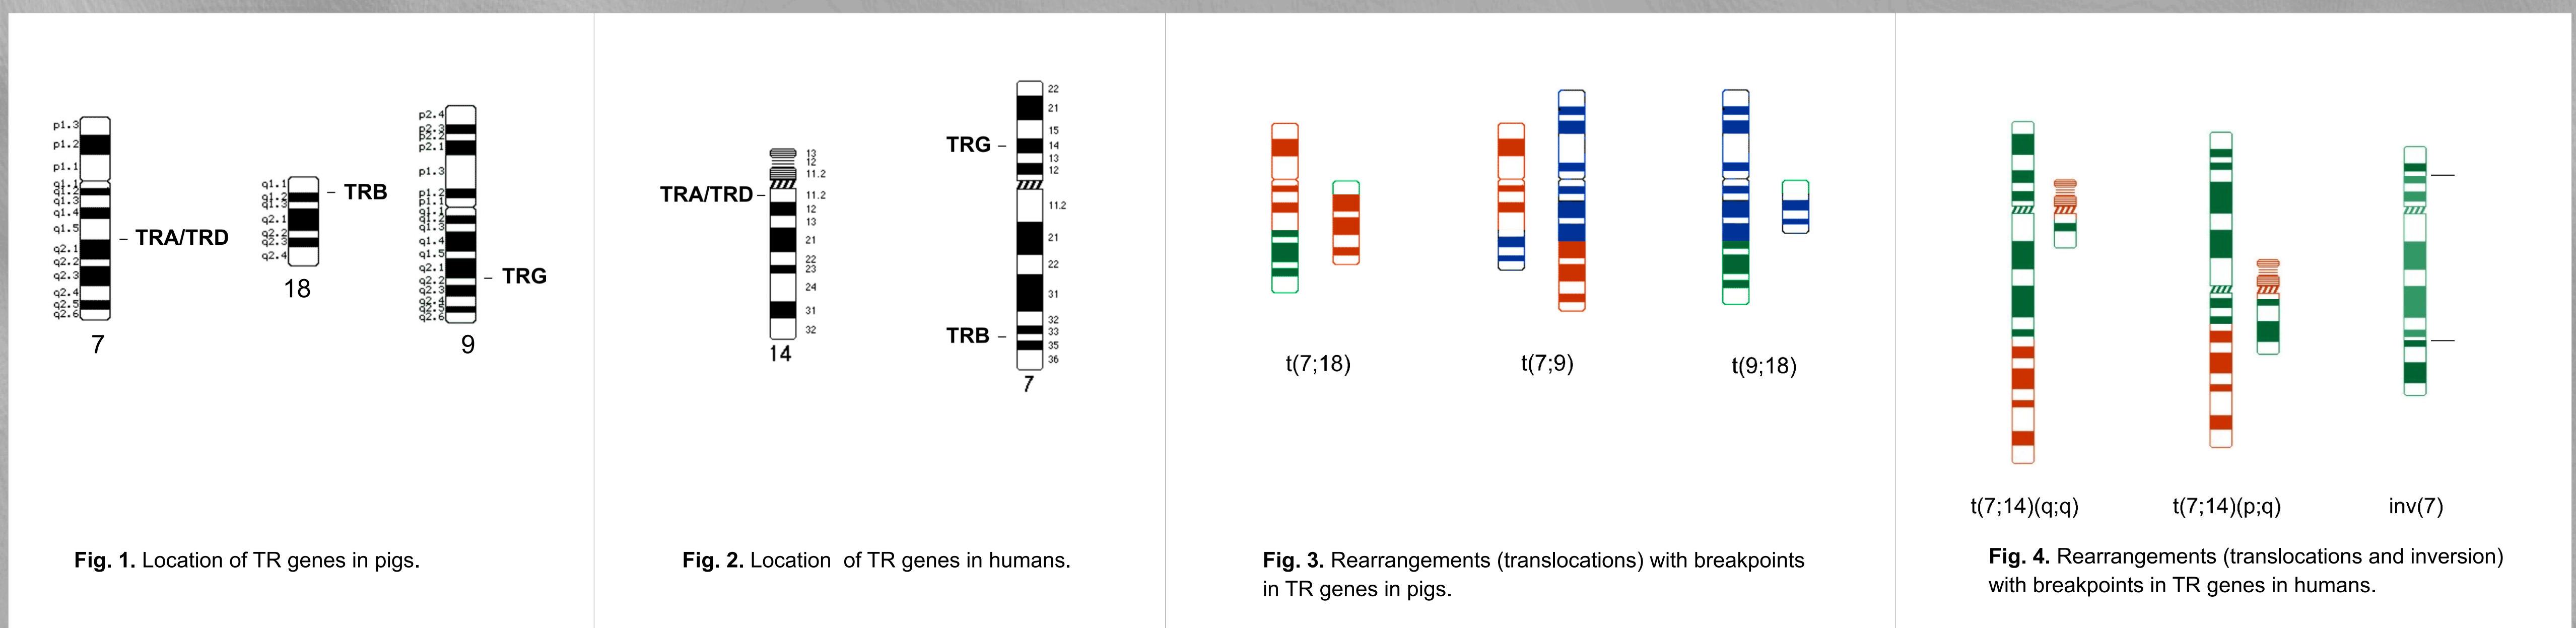 p1.3
p1.2
p1.1
q1.1
q1.2
q1.3
q1.4
q1.5
q2.1
q2.2
q2.3
q2.4
q2.5
q2.6
TRA/TRD
7
q1.1
q1.2
q1.3
q2.1
q2.2
q2.3
q2.4
TRB
18
p2.4
p2.3
p2.2
p2.1
p1.3
p1.2
p1.1
q1.1
q1.2
q1.3
q1.4
q1.5
q2.1
q2.2
q2.3
q2.4
q2.5
q2.6
TRG
9
Fig. 1. Location of TR genes in pigs.
TRA/TRD
13
12
11.2
11.2
12
13
21
22
23
24
31
32
14
TRG
TRB
22
21
15
14
13
12
11.2
21
22
31
32
33
35
36
7
Fig. 2. Location of TR genes in humans.
t(7;18)
t(7;9)
t(9;18)
Fig. 3. Rearrangements (translocations) with breakpoints
in TR genes in pigs.
t(7;14)(q;q)
t(7;14)(p;q)
inv(7)
Fig. 4. Rearrangements (translocations and inversion)
with breakpoints in TR genes in humans.